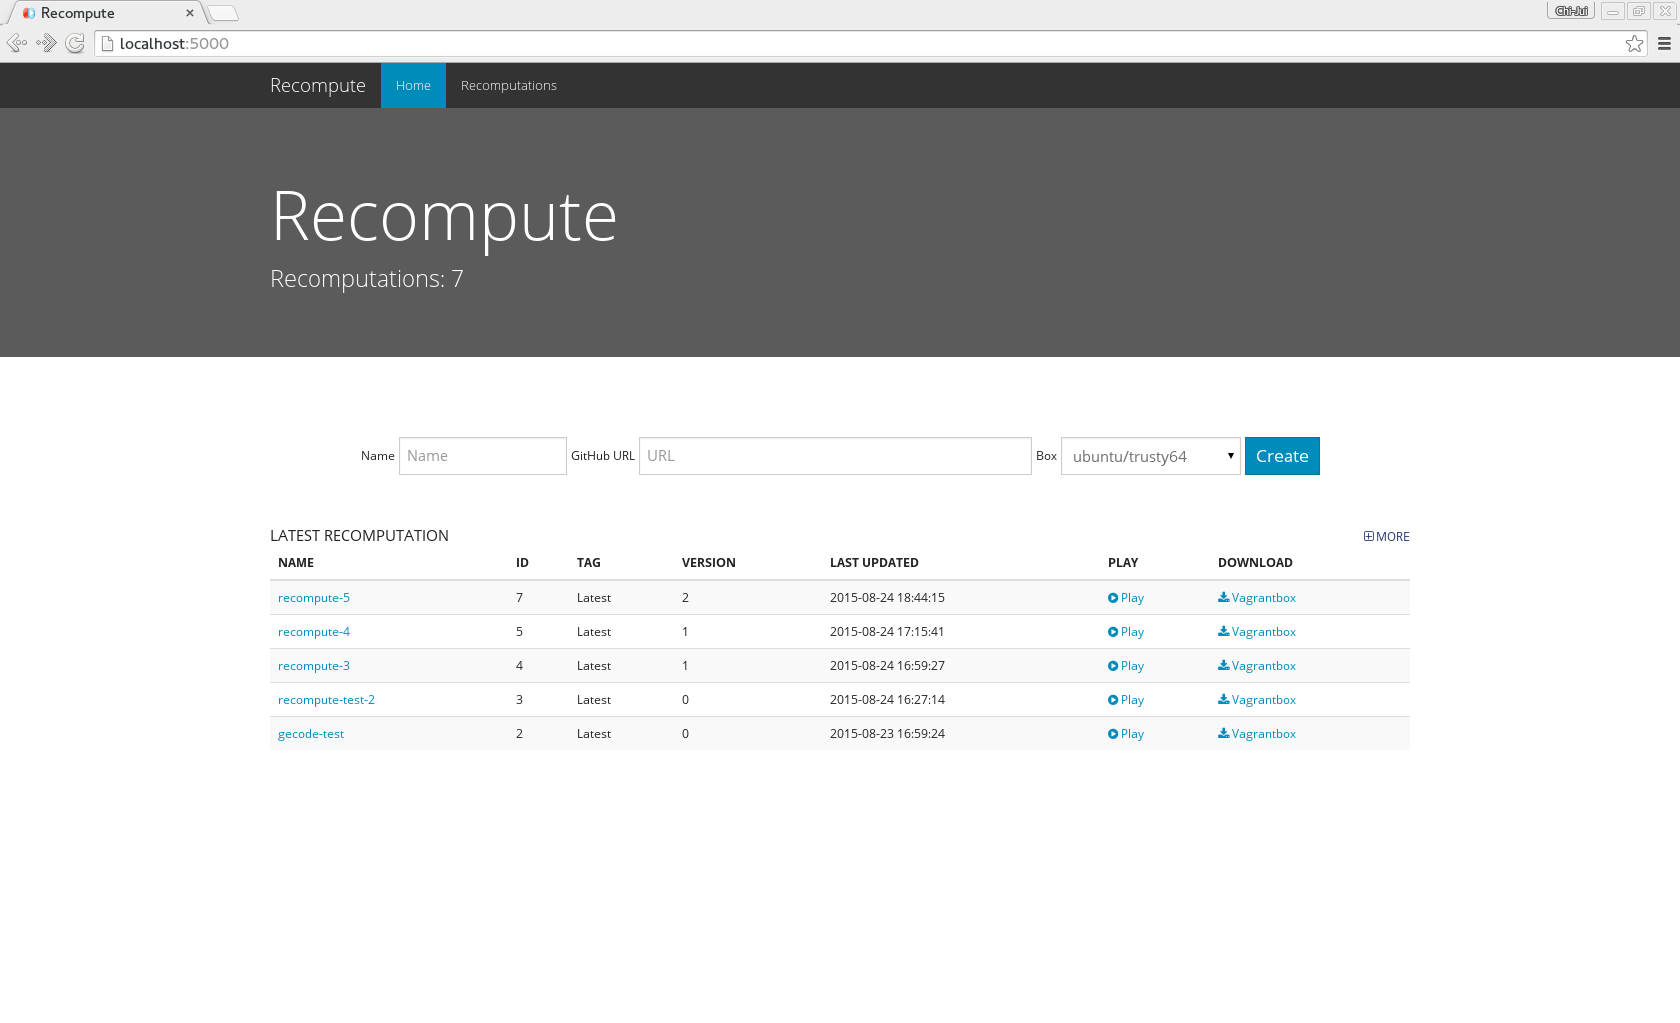 Recompute
Chi-Jui
localhost:5000
Recompute Home Recomputations
Recompute
Recomputations: 7
Name Name GitHub URL URL Box ubuntu/trusty64 Create
LATEST RECOMPUTATION MORE
NAME ID TAG VERSION LAST UPDATED PLAY DOWNLOAD
recompute-5 7 Latest 2 2015-08-24 18:44:15 Play Vagrantbox
recompute-4 5 Latest 1 2015-08-24 17:15:41 Play Vagrantbox
recompute-3 4 Latest 1 2015-08-24 16:59:27 Play Vagrantbox
recompute-test-2 3 Latest 0 2015-08-24 16:27:14 Play Vagrantbox
gecode-test 2 Latest 0 2015-08-23 16:59:24 Play Vagrantbox